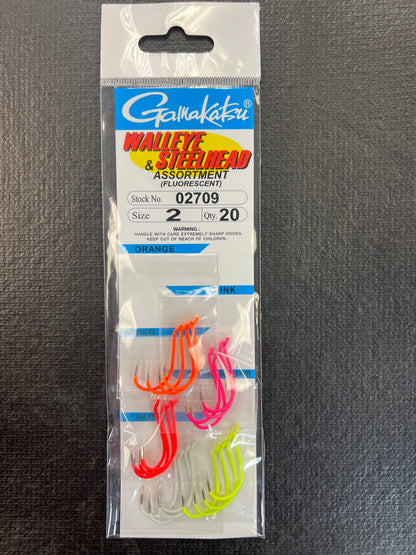 Gamakatsu®
WALLEYE
& STEELHEAD
ASSORTMENT
(FLUORESCENT)
Stock No. 02709
Size 2 Qty. 20
WARNING:
HANDLE WITH CARE EXTREMELY SHARP HOOKS
KEEP OUT OF REACH OF CHILDREN.
ORANGE
INK